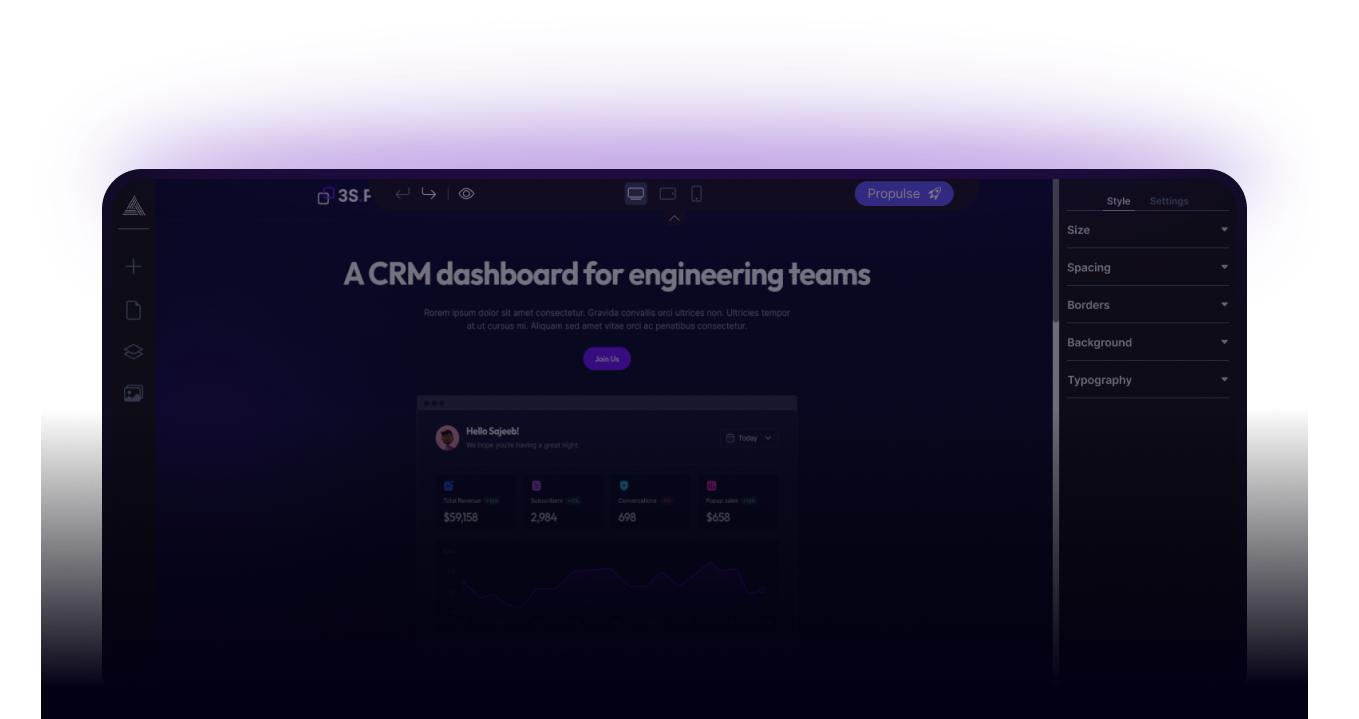 3S.P
Propulse
Style Settings
Size
Spacing
Borders
Background
Typography
A CRM dashboard for engineering teams
Rorem ipsum dolor sit amet consectetur. Gravida convallis orci ultrices non. Ultricies tempor
at ut cursus mi. Aliquam sed amet vitae orci ac penatibus consectetur.
Join Us
Hello Sajeeb!
We hope you're having a great night.
Today
Total Revenue
$59,158
Subscribers
2,984
Conversations
698
Popup sales
$658